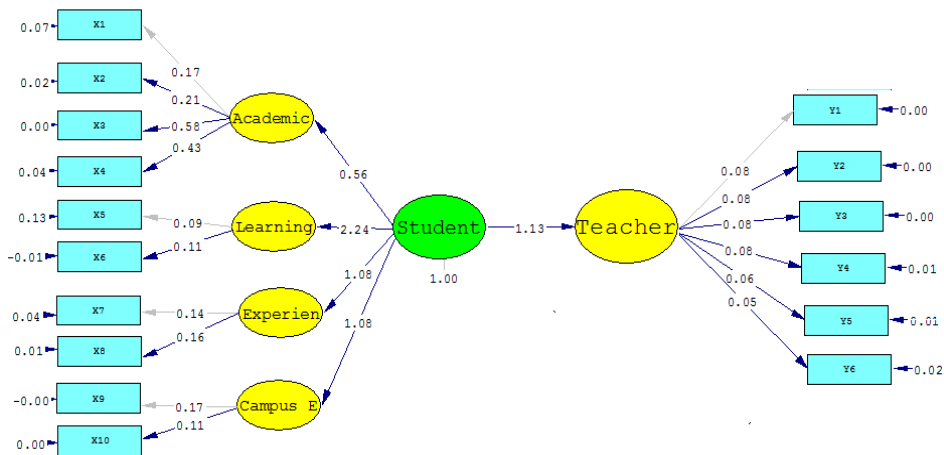 0.07 X1
0.17
0.02 X2
0.21
0.00 X3
0.58
0.04 X4
0.43
Academic
0.56
0.13 X5
0.09
-0.01 X6
0.11
Learning
2.24
0.04 X7
0.14
0.01 X8
0.16
Experien
1.08
-0.00 X9
0.17
0.00 X10
0.11
Campus E
1.08
Student
1.00
1.13
Teacher
0.08
Y1 0.00
0.08
Y2 0.00
0.08
Y3 0.00
0.08
Y4 0.01
0.06
Y5 0.01
0.05
Y6 0.02